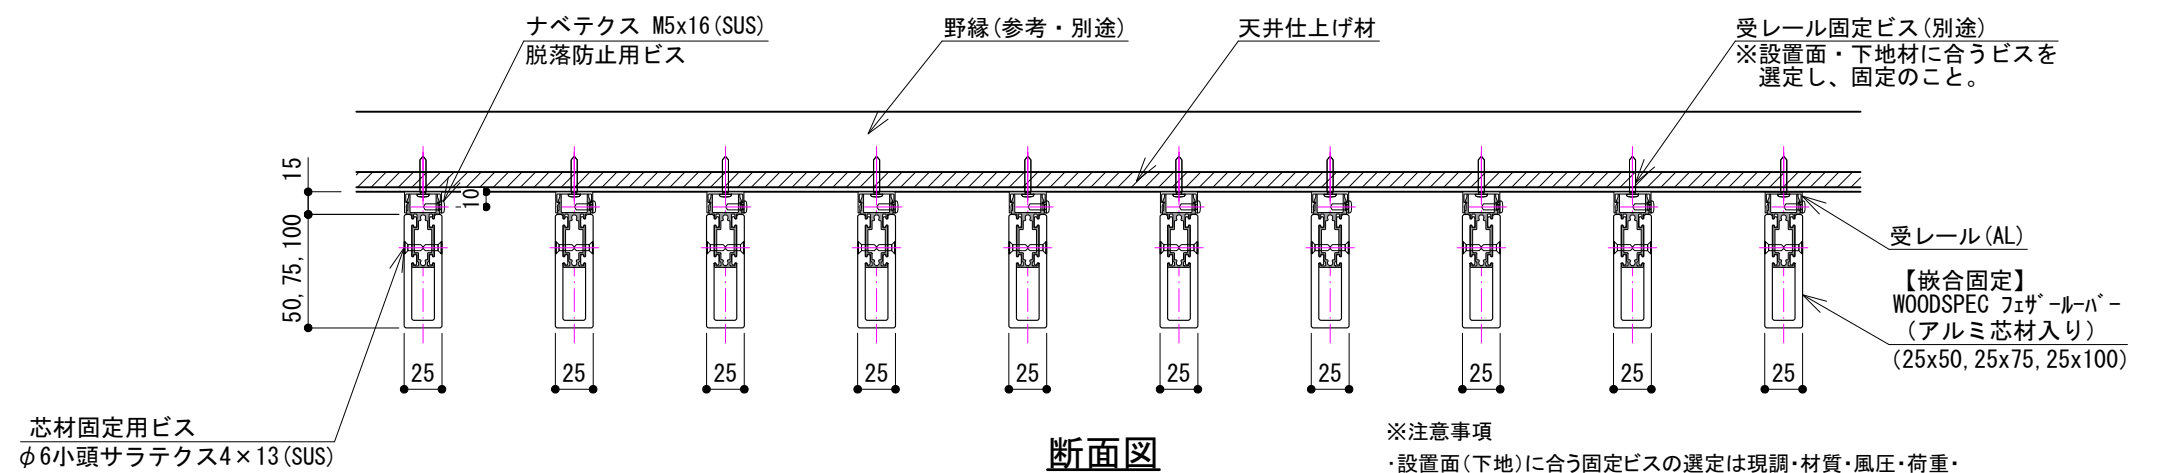 ナベテクス M5x16(SUS)
脱落防止用ビス
野縁(参考・別途)
天井仕上げ材
受レール固定ビス(別途)
※設置面・下地材に合うビスを
選定し、固定のこと。
15
10
50, 75, 100
受レール(AL)
【嵌合固定】
WOODSPEC フェザールーバー
(アルミ芯材入り)
(25x50, 25x75, 25x100)
25
25
25
25
25
25
25
25
25
25
芯材固定用ビス
φ6小頭サラテクス4×13(SUS)
断面図
※注意事項
・設置面(下地)に合う固定ビスの選定は現調・材質・風圧・荷重・